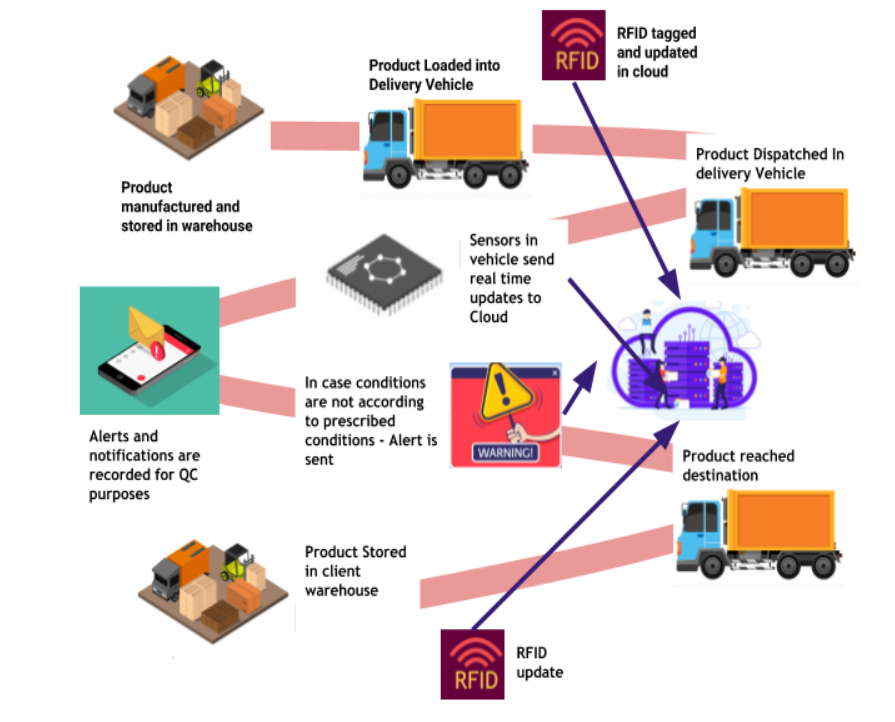 RFID
RFID tagged
and updated
in cloud
Product Loaded into
Delivery Vehicle
Product
manufactured and
stored in warehouse
Product Dispatched In
delivery Vehicle
Sensors in
vehicle send
real time
updates to
Cloud
In case conditions
are not according
to prescribed
conditions - Alert is
sent
WARNING!
Alerts and
notifications are
recorded for QC
purposes
Product reached
destination
Product Stored
in client
warehouse
RFID
RFID
update